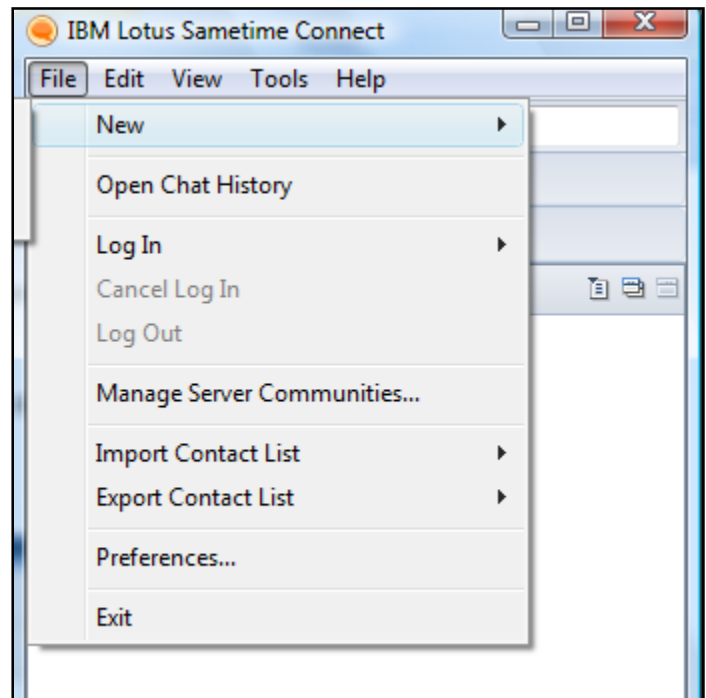 IBM Lotus Sametime Connect
File Edit View Tools Help
New
Open Chat History
Log In
Cancel Log In
Log Out
Manage Server Communities...
Import Contact List
Export Contact List
Preferences...
Exit